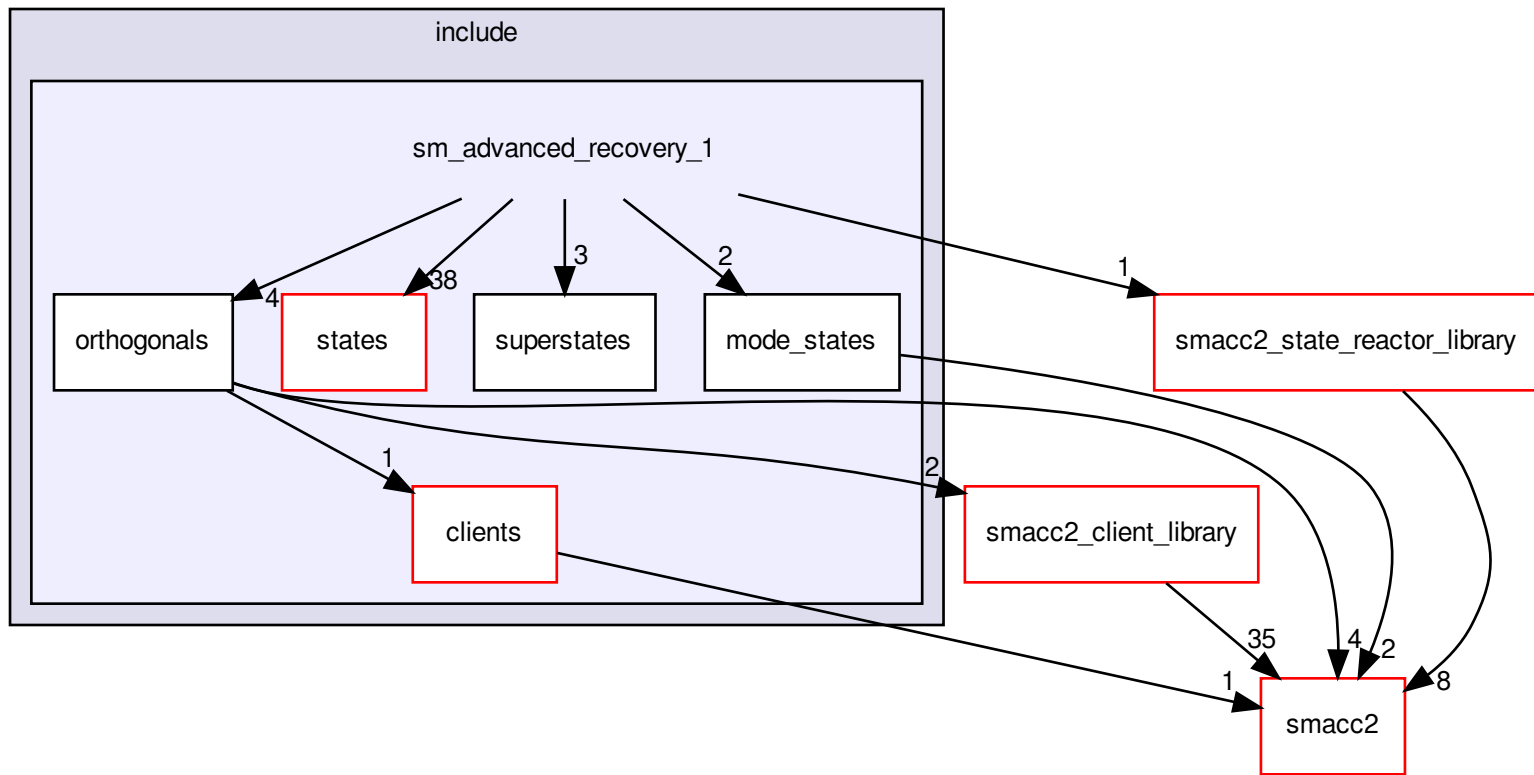 include
sm_advanced_recovery_1
4
38
3
2
1
orthogonals
states
superstates
mode_states
smacc2_state_reactor_library
1
2
clients
smacc2_client_library
35
4
2
8
1
smacc2